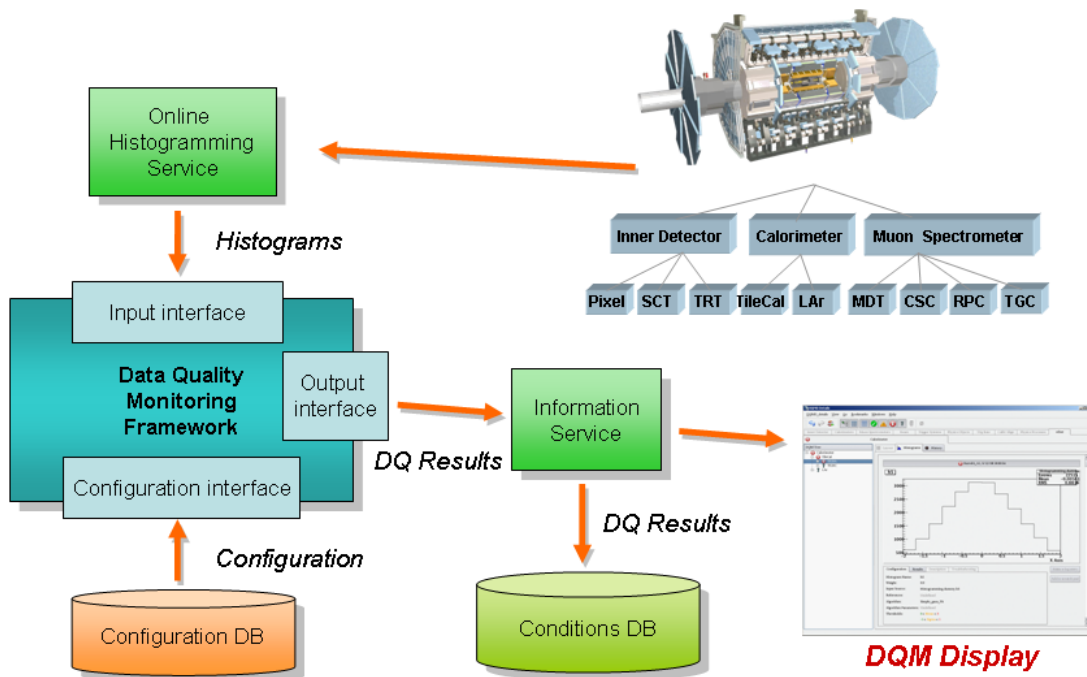 Online
Histogramming
Service
Histograms
Inner Detector
Calorimeter
Muon Spectrometer
Pixel
SCT
TRT
TileCal
LAr
MDT
CSC
RPC
TGC
Input interface
Data Quality
Monitoring
Framework
Output
interface
Configuration interface
DQ Results
Information
Service
DQ Results
Configuration
Configuration DB
Conditions DB
DQM Display